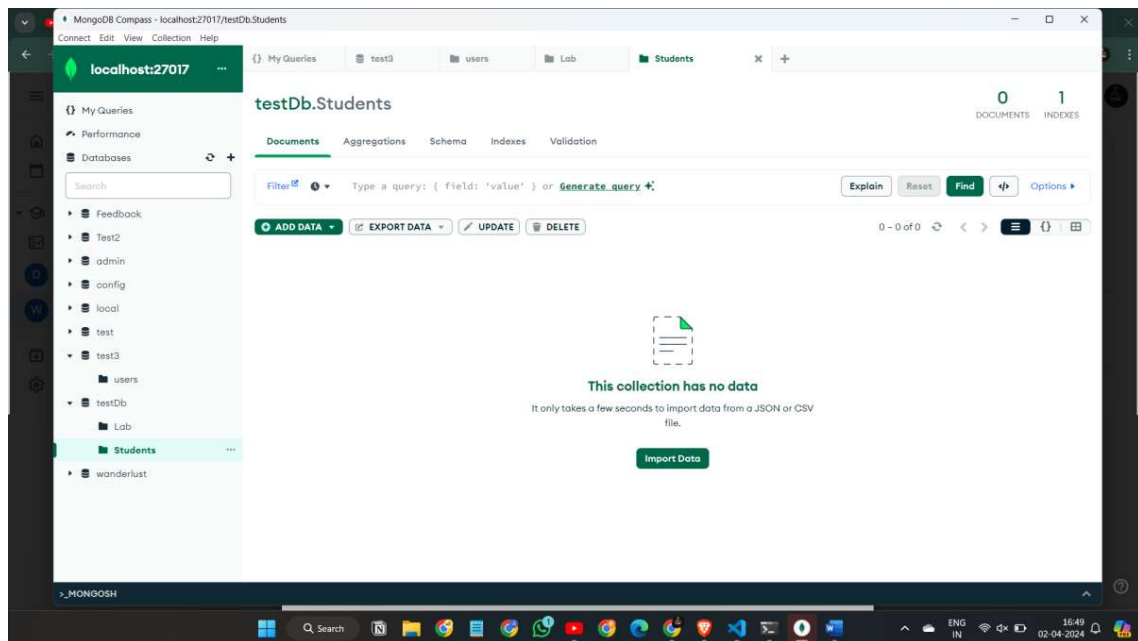 MongoDB Compass - localhost:27017/testDb.Students
Connect Edit View Collection Help
localhost:27017 ...
{} My Queries test3 users Lab Students
testDb.Students
0 1
DOCUMENTS INDEXES
{} My Queries
Performance
Databases
Search
Feedback
Test2
admin
config
local
test
test3
users
testDb
Lab
Students ...
wanderlust
Documents Aggregations Schema Indexes Validation
Filter Type a query: { field: 'value' } or Generate query
Explain Reset Find </> Options
ADD DATA EXPORT DATA UPDATE DELETE
0 – 0 of 0 {}
This collection has no data
It only takes a few seconds to import data from a JSON or CSV
file.
Import Data
>_MONGOSH
D
W
Search
ENG
IN
16:49
02-04-2024